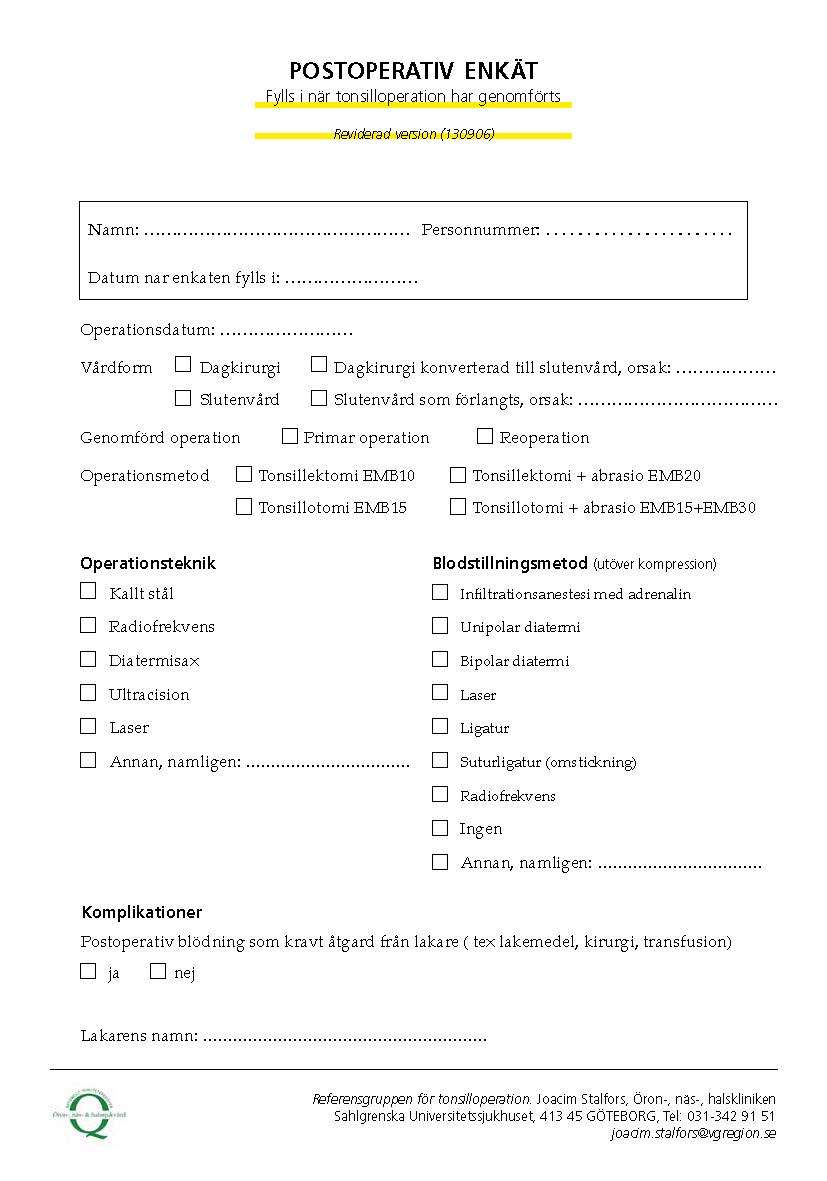 POSTOPERATIV ENKÄT
Fylls i när tonsilloperation har genomförts
Reviderad version (130906)
Namn: ................................................ Personnummer: .......................
Datum nar enkaten fylls i: ........................
Operationsdatum: ........................
Vårdform ☐ Dagkirurgi ☐ Dagkirurgi konverterad till slutenvård, orsak: ..................
☐ Slutenvård ☐ Slutenvård som förlangts, orsak: ....................................
Genomförd operation ☐ Primar operation ☐ Reoperation
Operationsmetod ☐ Tonsillektomi EMB10 ☐ Tonsillektomi + abrasio EMB20
☐ Tonsillotomi EMB15 ☐ Tonsillotomi + abrasio EMB15+EMB30
Operationsteknik
☐ Kallt stål
☐ Radiofrekvens
☐ Diatermisax
☐ Ultracision
☐ Laser
☐ Annan, namligen: .................................
Blodstillningsmetod (utöver kompression)
☐ Infiltrationsanestesi med adrenalin
☐ Unipolar diatermi
☐ Bipolar diatermi
☐ Laser
☐ Ligatur
☐ Suturligatur (omstickning)
☐ Radiofrekvens
☐ Ingen
☐ Annan, namligen: .................................
Komplikationer
Postoperativ blödning som kravt åtgard från lakare ( tex lakemedel, kirurgi, transfusion)
☐ ja ☐ nej
Lakarens namn: .........................................................
Öron-, näs- & halssjukvård
Q
Referensgruppen för tonsilloperation. Joacim Stalfors, Öron-, näs-, halskliniken
Sahlgrenska Universitetssjukhuset, 413 45 GÖTEBORG, Tel: 031-342 91 51
joacim.stalfors@vgregion.se